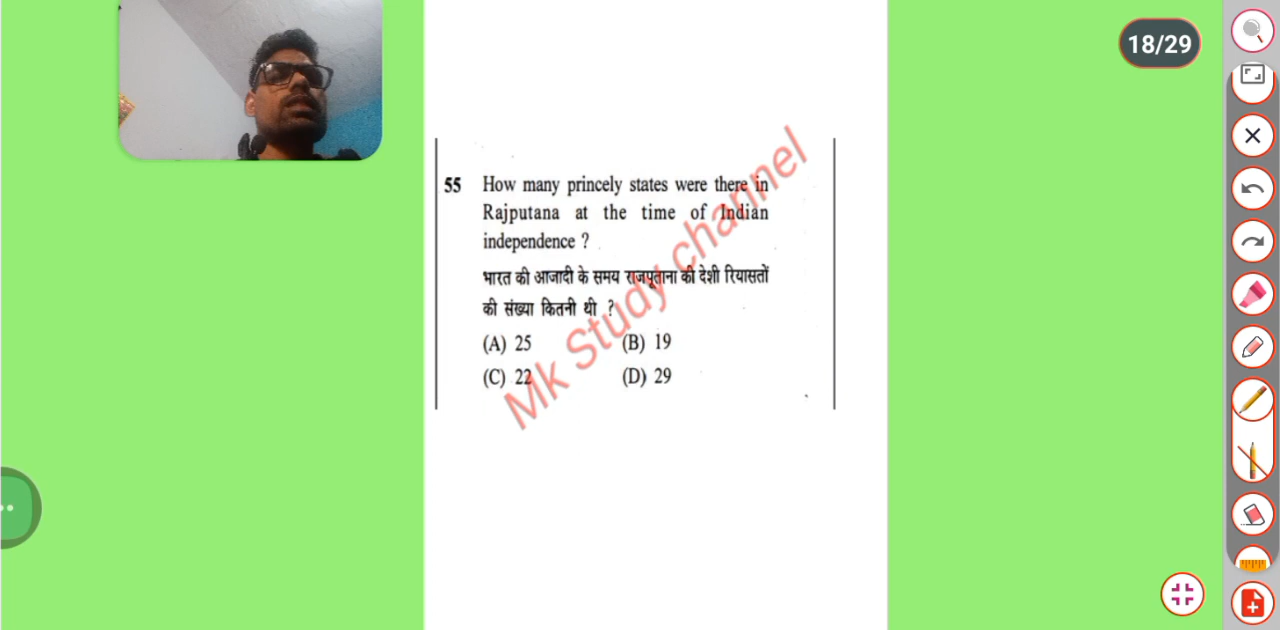 18/29
55 How many princely states were there in
Rajputana at the time of Indian
independence ?
भारत की आजादी के समय राजपूताना की देशी रियासतों
की संख्या कितनी थी ?
(A) 25 (B) 19
(C) 22 (D) 29
Mk Study channel